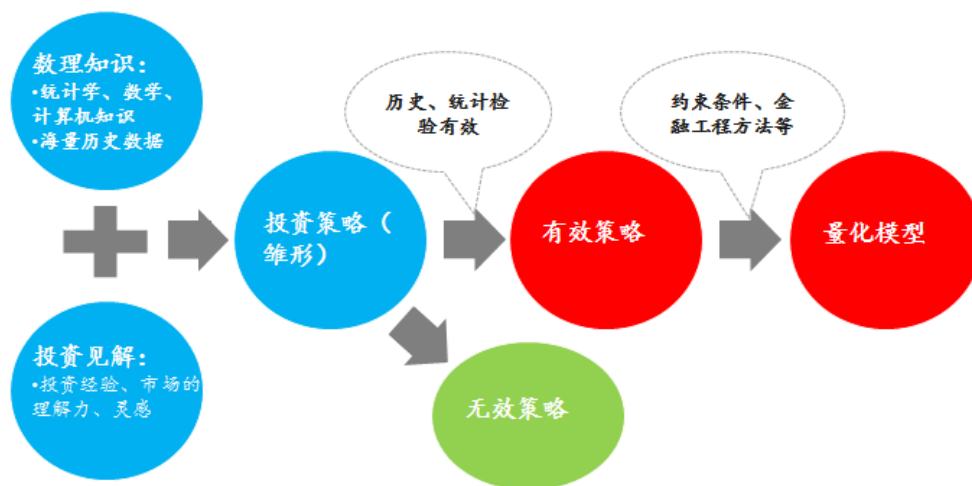 数理知识：
•统计学、数学、
计算机知识
•海量历史数据
投资见解：
•投资经验、市场的
理解力、灵感
投资策略（
雏形）
历史、统计检
验有效
有效策略
无效策略
约束条件、金
融工程方法等
量化模型